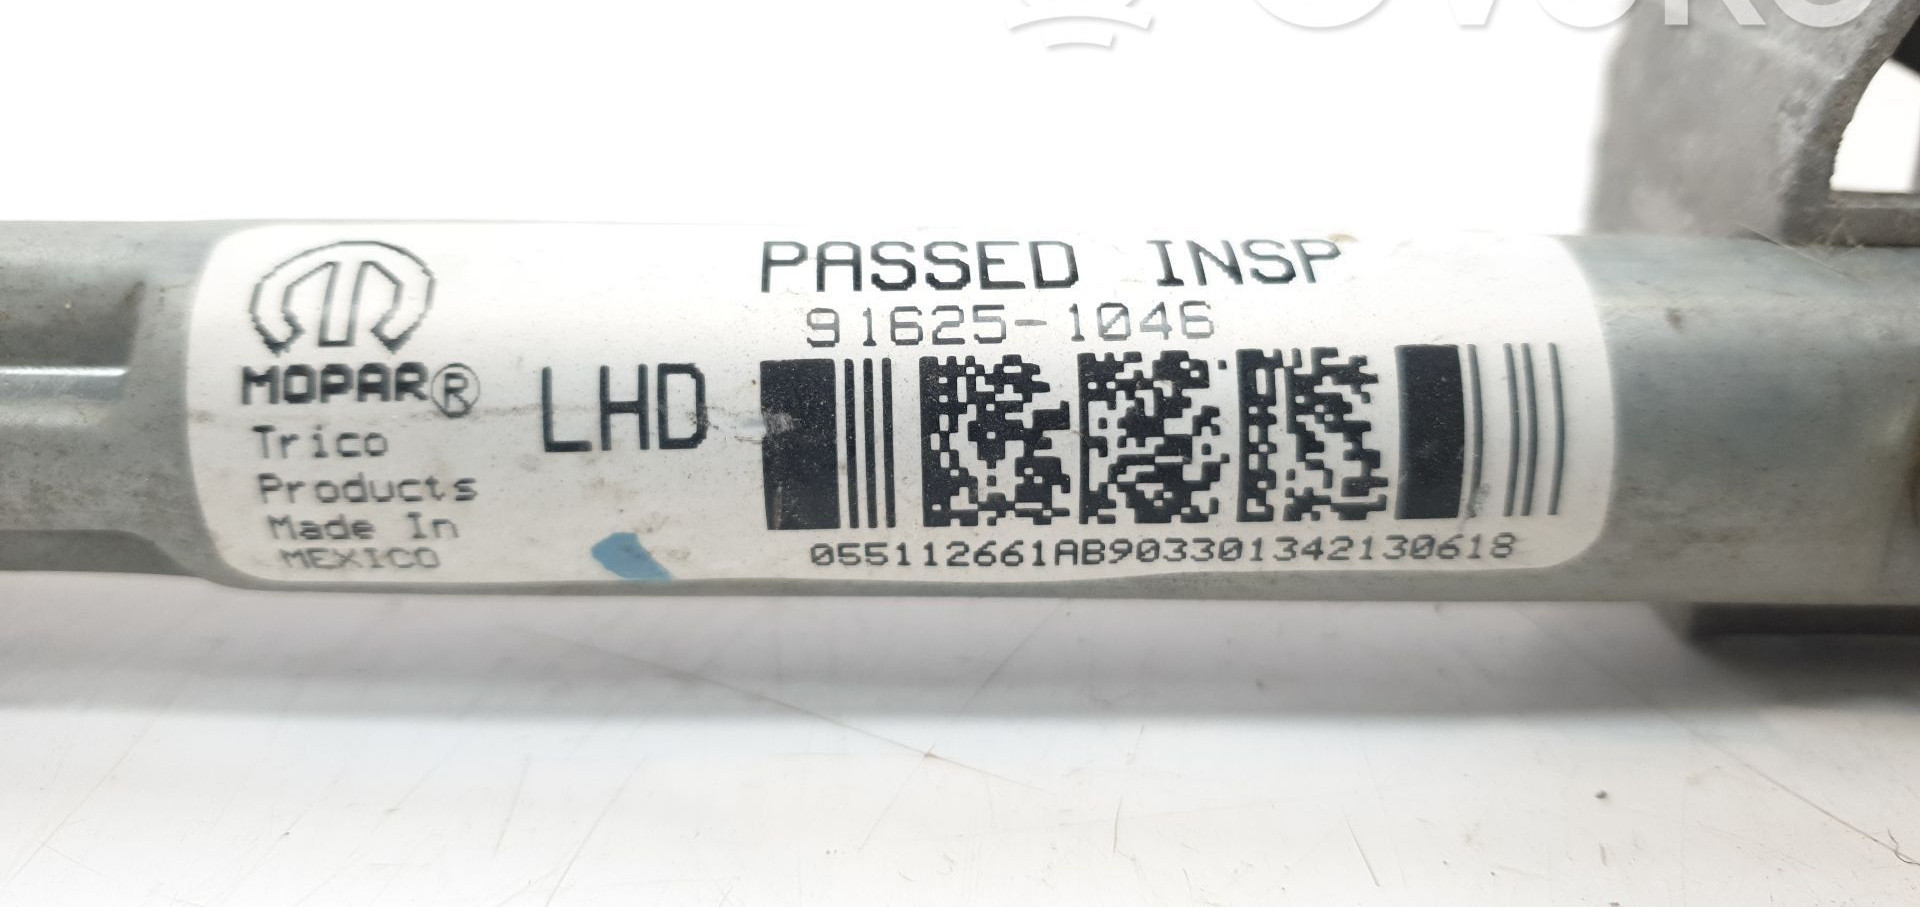 PASSED INSP
91625-1046
MOPAR®
LHD
Trico
Products
Made In
MEXICO
055112661AB903301342130618